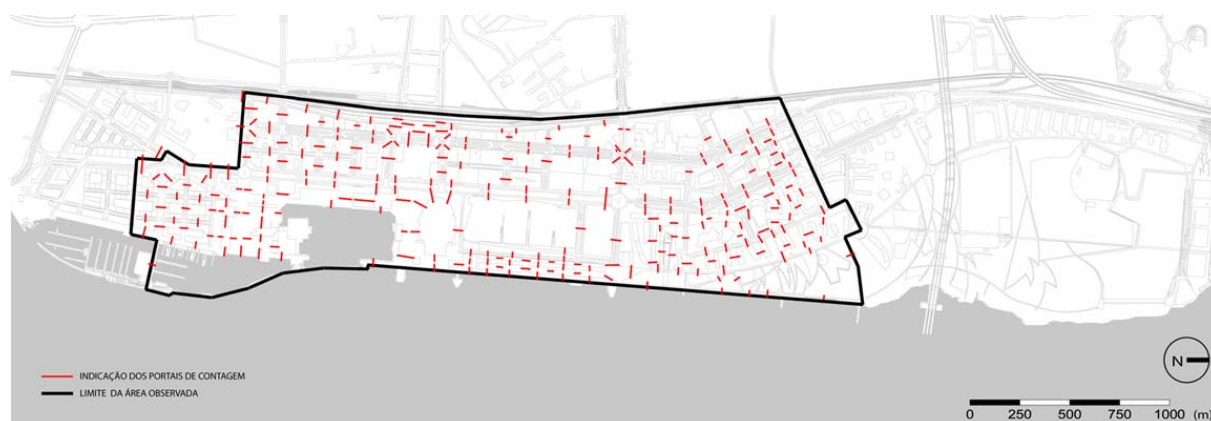 N
INDICAÇÃO DOS PORTAIS DE CONTAGEM
LIMITE DA ÁREA OBSERVADA
0 250 500 750 1000 (m)